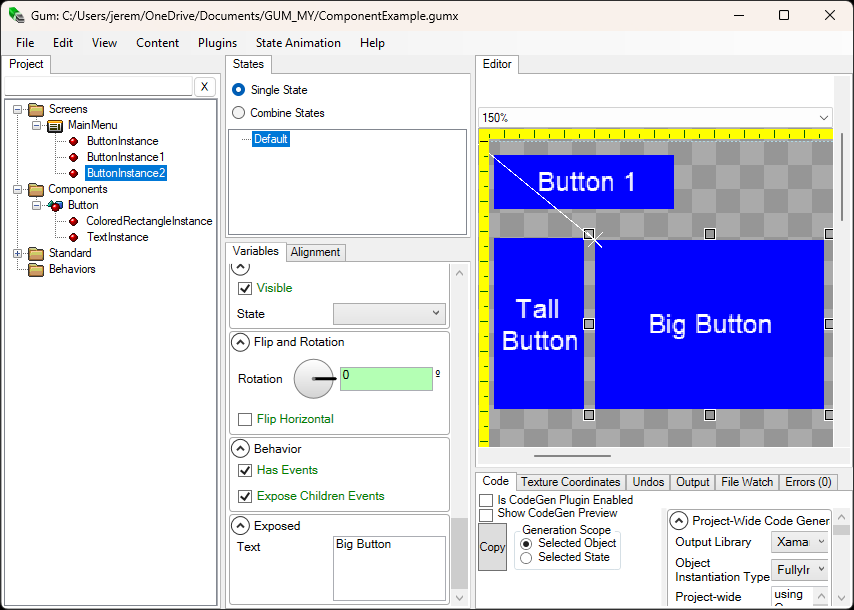 Gum: C:/Users/jerem/OneDrive/Documents/GUM_MY/ComponentExample.gumx
File Edit View Content Plugins State Animation Help
Project
X
Screens
MainMenu
ButtonInstance
ButtonInstance1
ButtonInstance2
Components
Button
ColoredRectangleInstance
TextInstance
Standard
Behaviors
States
Single State
Combine States
Default
Variables Alignment
Visible
State
Flip and Rotation
Rotation 0 º
Flip Horizontal
Behavior
Has Events
Expose Children Events
Exposed
Text Big Button
Editor
150%
Button 1
Tall
Button
Big Button
Code Texture Coordinates Undos Output File Watch Errors (0)
Is CodeGen Plugin Enabled
Show CodeGen Preview
Copy
Generation Scope
Selected Object
Selected State
Project-Wide Code Gener
Output Library Xama
Object
Instantiation Type FullyIr
Project-wide using